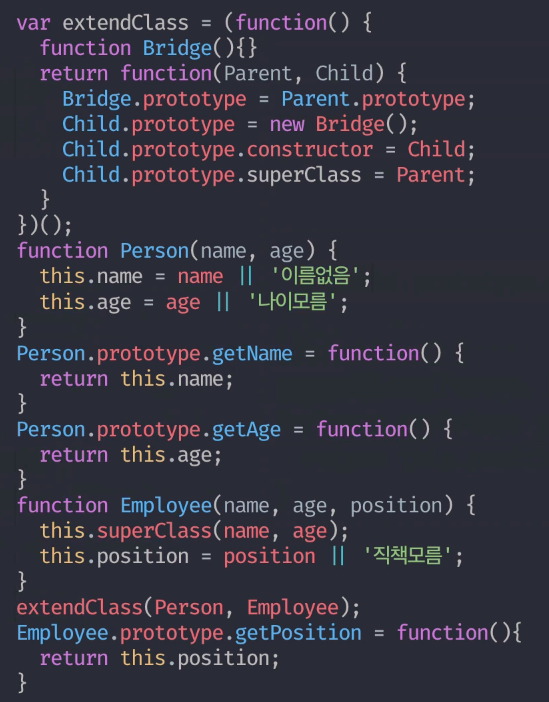 var extendClass = (function() {
  function Bridge(){}
  return function(Parent, Child) {
    Bridge.prototype = Parent.prototype;
    Child.prototype = new Bridge();
    Child.prototype.constructor = Child;
    Child.prototype.superClass = Parent;
  }
})();
function Person(name, age) {
  this.name = name || '이름없음';
  this.age = age || '나이모름';
}
Person.prototype.getName = function() {
  return this.name;
}
Person.prototype.getAge = function() {
  return this.age;
}
function Employee(name, age, position) {
  this.superClass(name, age);
  this.position = position || '직책모름';
}
extendClass(Person, Employee);
Employee.prototype.getPosition = function(){
  return this.position;
}